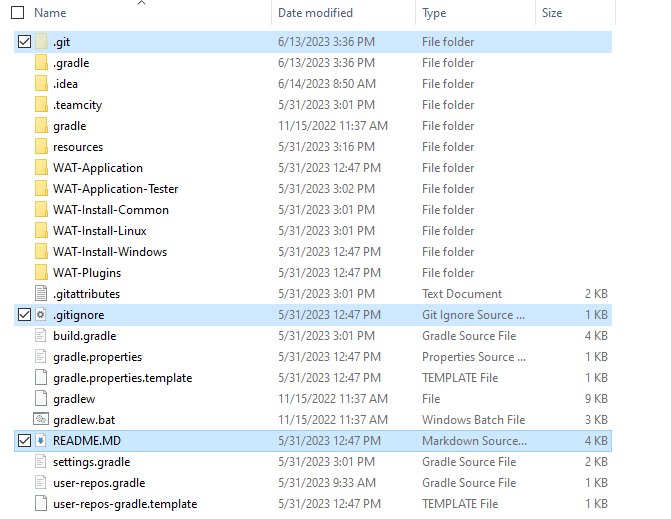 Name Date modified Type Size
.git 6/13/2023 3:36 PM File folder
.gradle 6/13/2023 3:36 PM File folder
.idea 6/14/2023 8:50 AM File folder
.teamcity 5/31/2023 3:01 PM File folder
gradle 11/15/2022 11:37 AM File folder
resources 5/31/2023 3:16 PM File folder
WAT-Application 5/31/2023 12:47 PM File folder
WAT-Application-Tester 5/31/2023 3:02 PM File folder
WAT-Install-Common 5/31/2023 3:01 PM File folder
WAT-Install-Linux 5/31/2023 3:01 PM File folder
WAT-Install-Windows 5/31/2023 12:47 PM File folder
WAT-Plugins 5/31/2023 12:47 PM File folder
.gitattributes 5/31/2023 3:01 PM Text Document 2 KB
.gitignore 5/31/2023 12:47 PM Git Ignore Source ... 1 KB
build.gradle 5/31/2023 3:01 PM Gradle Source File 4 KB
gradle.properties 5/31/2023 12:47 PM Properties Source ... 1 KB
gradle.properties.template 5/31/2023 12:47 PM TEMPLATE File 1 KB
gradlew 11/15/2022 11:37 AM File 9 KB
gradlew.bat 11/15/2022 11:37 AM Windows Batch File 3 KB
README.MD 5/31/2023 12:47 PM Markdown Source... 4 KB
settings.gradle 5/31/2023 3:01 PM Gradle Source File 2 KB
user-repos.gradle 5/31/2023 9:33 AM Gradle Source File 1 KB
user-repos-gradle.template 5/31/2023 12:47 PM TEMPLATE File 1 KB